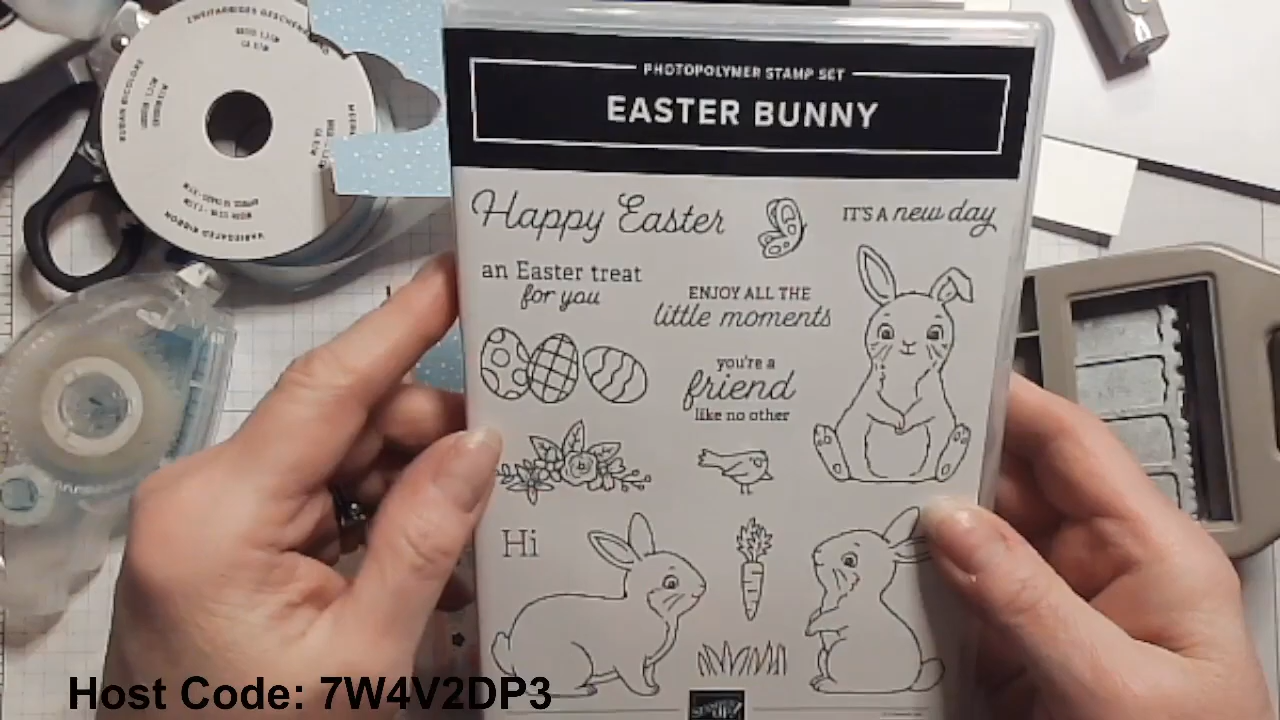 PHOTOPOLYMER STAMP SET
EASTER BUNNY
Happy Easter
IT'S A new day
an Easter treat
for you
ENJOY ALL THE
little moments
you're a
friend
like no other
Hi
Host Code: 7W4V2DP3